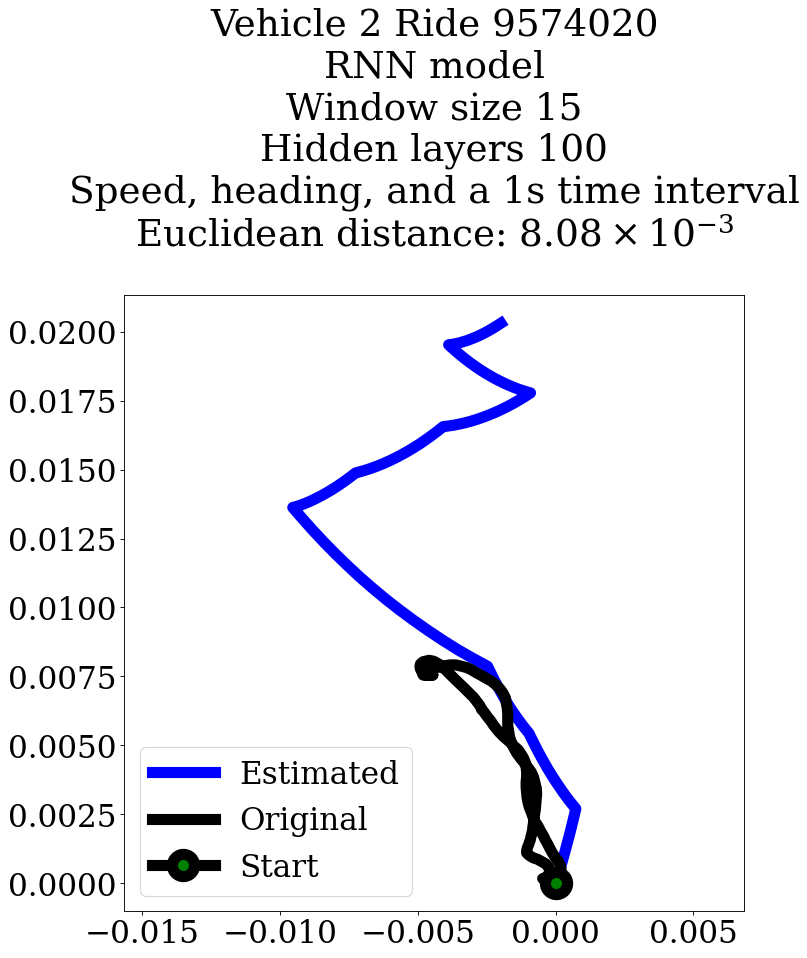 Vehicle 2 Ride 9574020
RNN model
Window size 15
Hidden layers 100
Speed, heading, and a 1s time interval
Euclidean distance: 8.08 × 10⁻³
0.0200
0.0175
0.0150
0.0125
0.0100
0.0075
0.0050
0.0025
0.0000
Estimated
Original
Start
−0.015 −0.010 −0.005 0.000 0.005